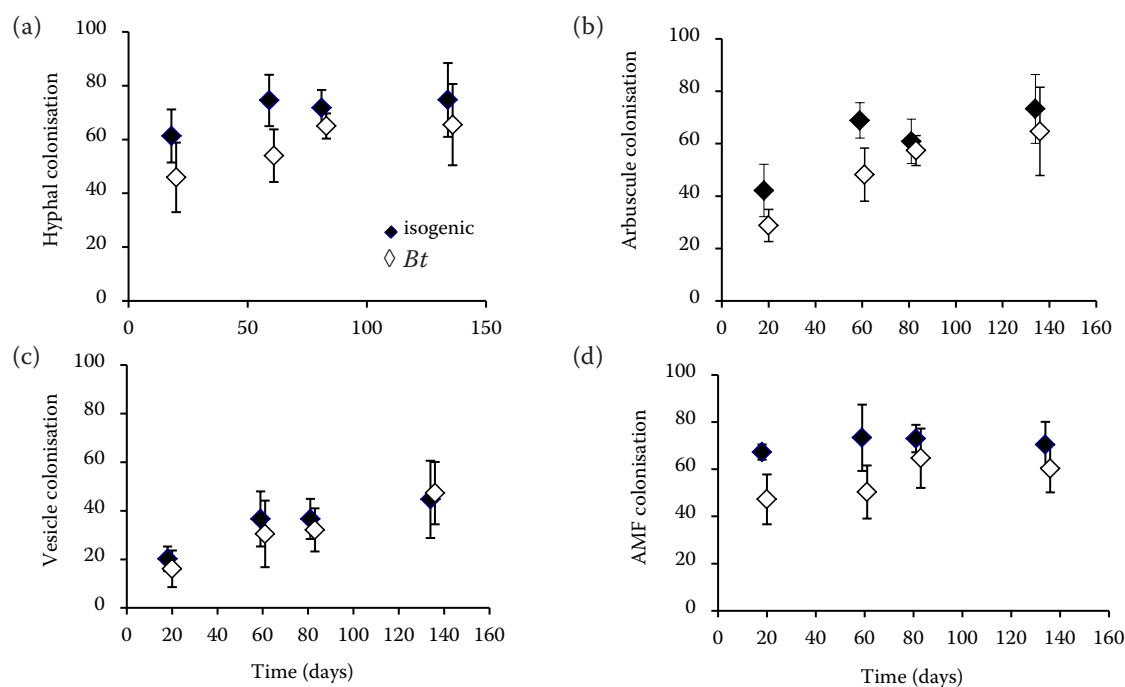 (a)
100
80
60
40
20
0
Hyphal colonisation
isogenic
Bt
0 50 100 150
(b)
100
80
60
40
20
0
Arbuscule colonisation
0 20 40 60 80 100 120 140 160
(c)
100
80
60
40
20
0
Vesicle colonisation
0 20 40 60 80 100 120 140 160
Time (days)
(d)
100
80
60
40
20
0
AMF colonisation
0 20 40 60 80 100 120 140 160
Time (days)